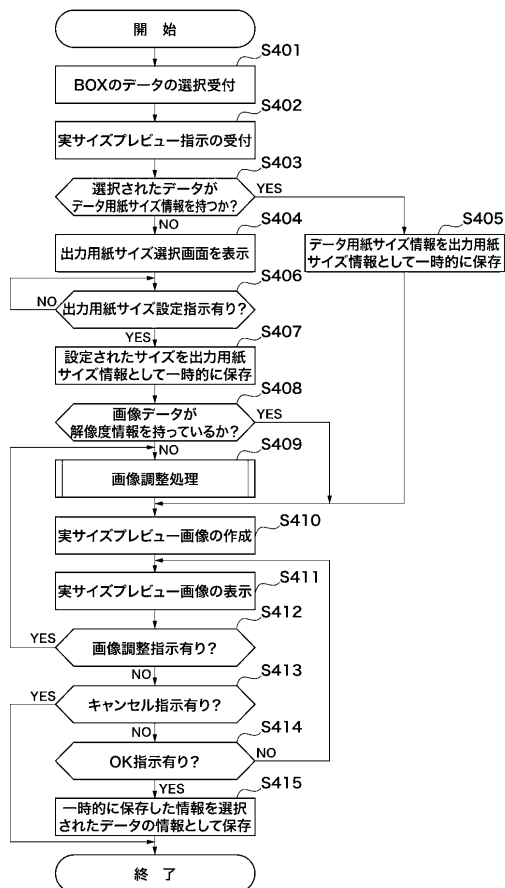 開 始
S401
BOXのデータの選択受付
S402
実サイズプレビュー指示の受付
S403
選択されたデータが
データ用紙サイズ情報を持つか?
YES
NO
S404
出力用紙サイズ選択画面を表示
S405
データ用紙サイズ情報を出力用紙
サイズ情報として一時的に保存
S406
出力用紙サイズ設定指示有り?
NO
YES
S407
設定されたサイズを出力用紙
サイズ情報として一時的に保存
S408
画像データが
解像度情報を持っているか?
YES
NO
S409
画像調整処理
S410
実サイズプレビュー画像の作成
S411
実サイズプレビュー画像の表示
S412
画像調整指示有り?
YES
NO
S413
キャンセル指示有り?
YES
NO
S414
OK指示有り?
NO
YES
S415
一時的に保存した情報を選択
されたデータの情報として保存
終 了